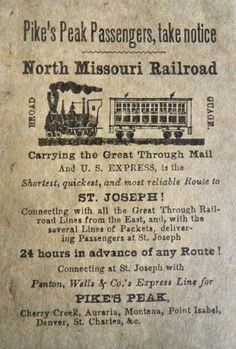 Pike's Peak Passengers, take notice
North Missouri Railroad
BROAD
GUAGE
Carrying the Great Through Mail
And U. S. EXPRESS, is the
Shortest, quickest, and most reliable Route to
ST. JOSEPH!
Connecting with all the Great Through Rail-
road Lines from the East, and, with the
several Lines of Packets, deliver-
ing Passengers at St. Joseph
24 hours in advance of any Route!
Connecting at St. Joseph with
Penton, Wells & Co.'s Express Line for
PIKE'S PEAK,
Cherry Creek, Auraria, Montana, Point Isabel,
Denver, St. Charles, &c.